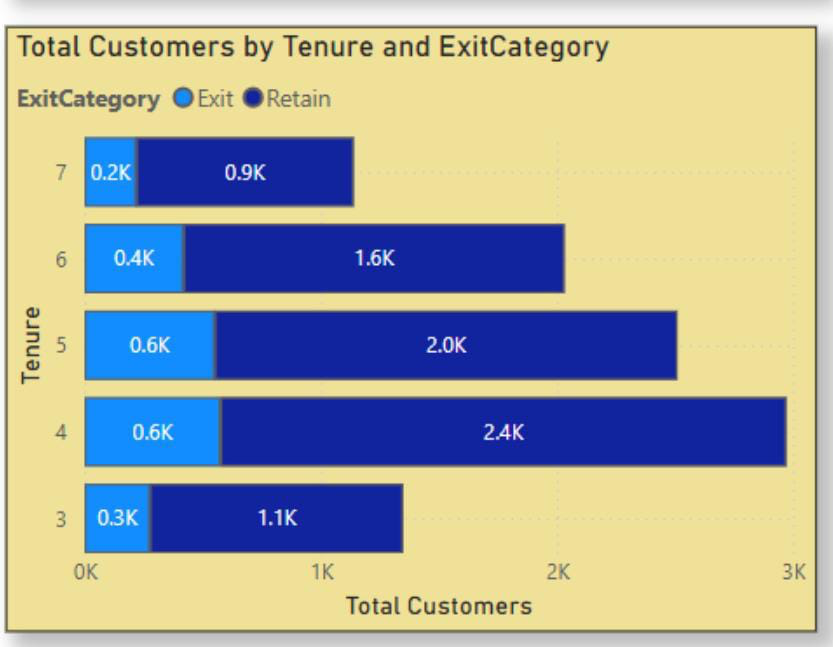 Total Customers by Tenure and ExitCategory
ExitCategory Exit Retain
7 0.2K 0.9K
6 0.4K 1.6K
Tenure
5 0.6K 2.0K
4 0.6K 2.4K
3 0.3K 1.1K
0K 1K 2K 3K
Total Customers